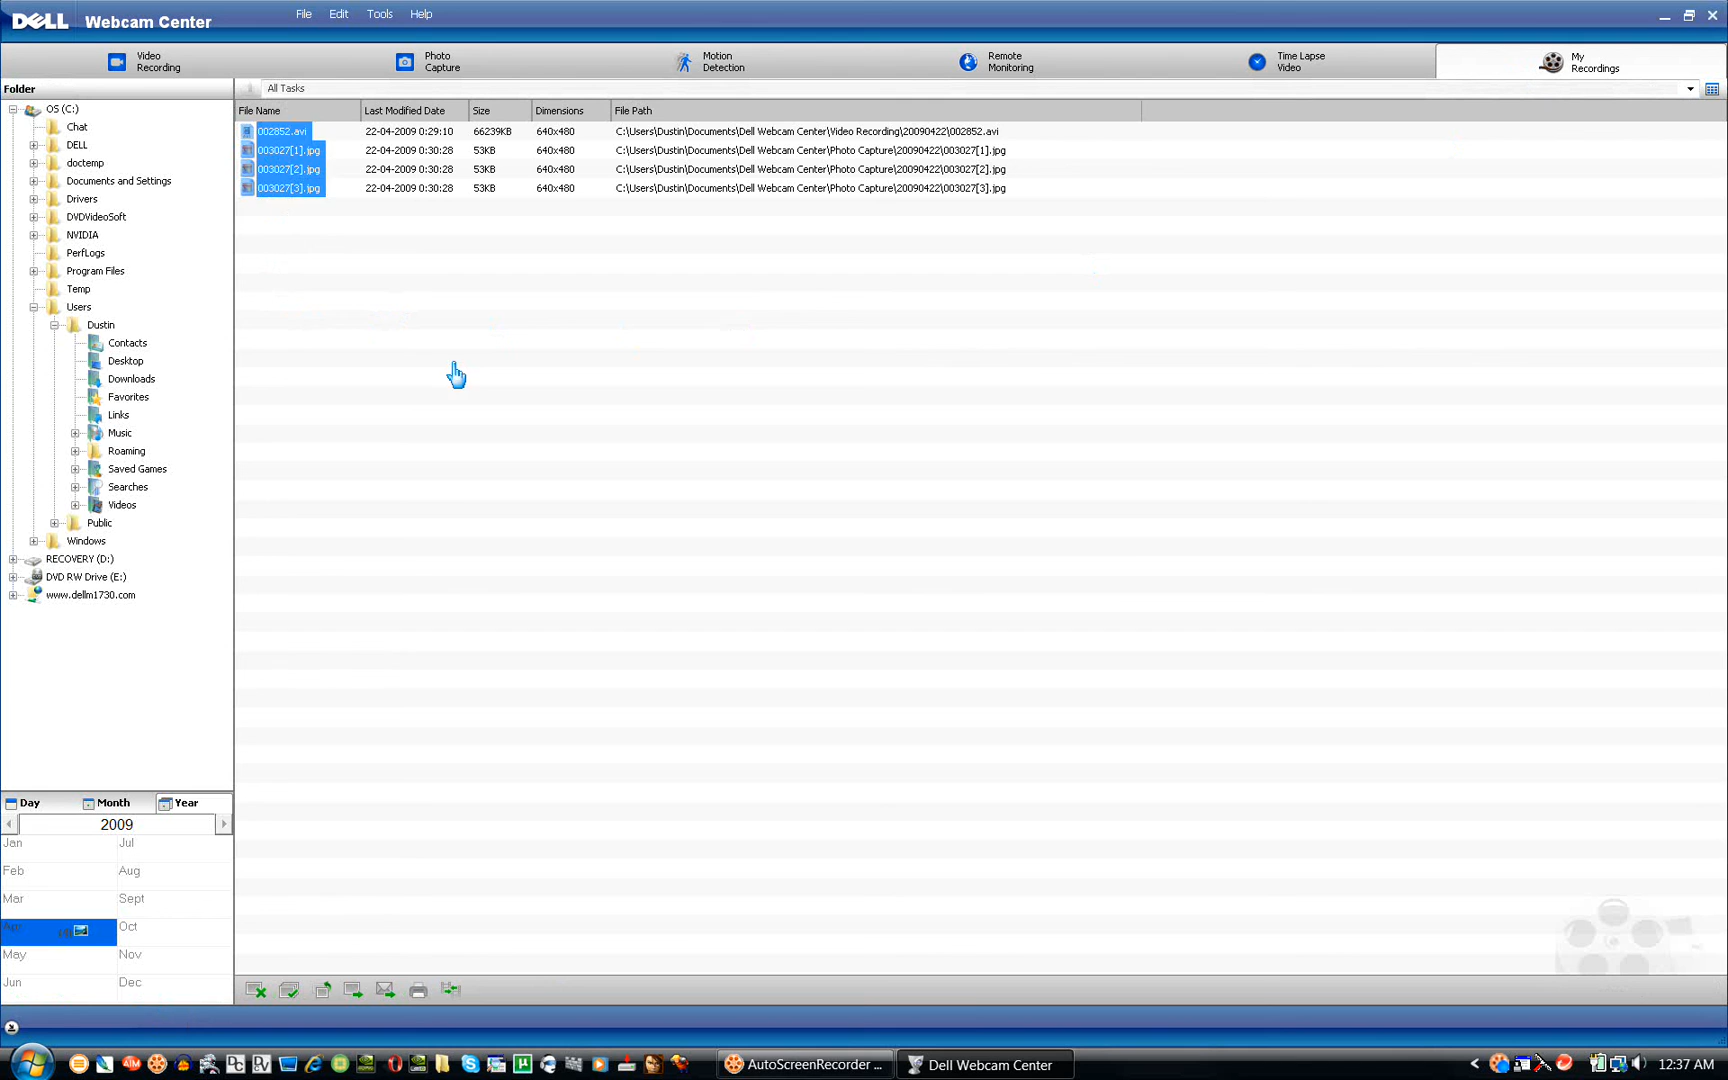 DELL Webcam Center File Edit Tools Help
Video Recording Photo Capture Motion Detection Remote Monitoring Time Lapse Video My Recordings
Folder
All Tasks
File Name Last Modified Date Size Dimensions File Path
002852.avi 22-04-2009 0:29:10 66239KB 640x480 C:\Users\Dustin\Documents\Dell Webcam Center\Video Recording\20090422\002852.avi
003027[1].jpg 22-04-2009 0:30:28 53KB 640x480 C:\Users\Dustin\Documents\Dell Webcam Center\Photo Capture\20090422\003027[1].jpg
003027[2].jpg 22-04-2009 0:30:28 53KB 640x480 C:\Users\Dustin\Documents\Dell Webcam Center\Photo Capture\20090422\003027[2].jpg
003027[3].jpg 22-04-2009 0:30:28 53KB 640x480 C:\Users\Dustin\Documents\Dell Webcam Center\Photo Capture\20090422\003027[3].jpg
OS (C:)
Chat
DELL
doctemp
Documents and Settings
Drivers
DVDVideoSoft
NVIDIA
PerfLogs
Program Files
Temp
Users
Dustin
Contacts
Desktop
Downloads
Favorites
Links
Music
Roaming
Saved Games
Searches
Videos
Public
Windows
RECOVERY (D:)
DVD RW Drive (E:)
www.dellm1730.com
Day Month Year
2009
Jan Jul
Feb Aug
Mar Sept
Apr Oct
May Nov
Jun Dec
AutoScreenRecorder ... Dell Webcam Center 12:37 AM